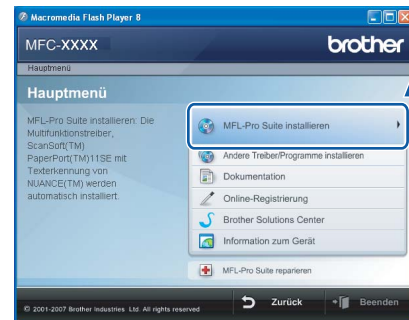 Macromedia Flash Player 8
MFC-XXXX
brother
Hauptmenü
Hauptmenü
MFL-Pro Suite installieren: Die
Multifunktionstreiber,
ScanSoft(TM)
PaperPort(TM)11SE mit
Texterkennung von
NUANCE(TM) werden
automatisch installiert.
MFL-Pro Suite installieren
Andere Treiber/Programme installieren
Dokumentation
Online-Registrierung
Brother Solutions Center
Information zum Gerät
MFL-Pro Suite reparieren
© 2001-2007 Brother Industries Ltd. All rights reserved
Zurück
Beenden